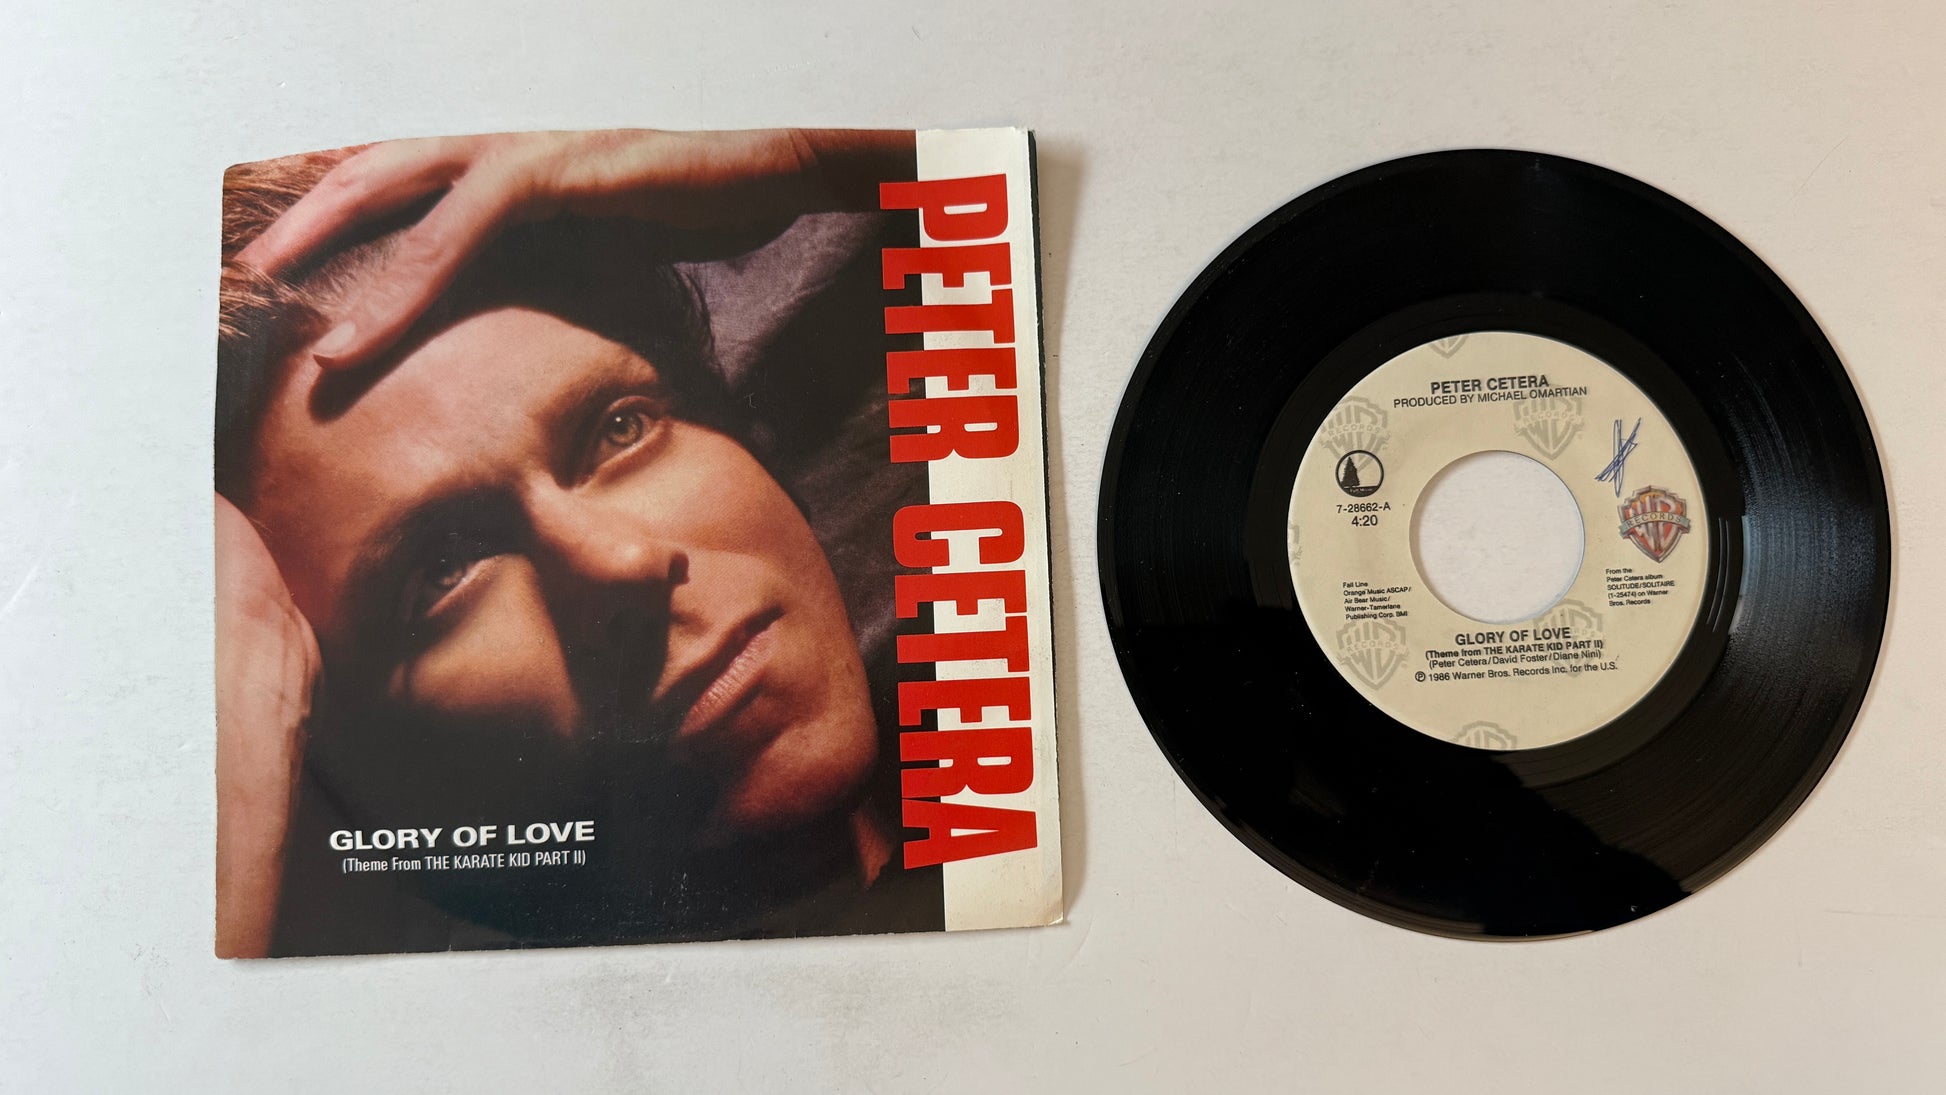 PETER CETERA
GLORY OF LOVE
(Theme From THE KARATE KID PART II)
PETER CETERA
PRODUCED BY MICHAEL OMARTIAN
Full Moon
7-28662-A
4:20
RECORDS
Fall Line
Orange Music ASCAP/
Air Bear Music/
Warner-Tamerlane
Publishing Corp. BMI
From the
Peter Cetera album
SOLITUDE/SOLITAIRE
(1-25474) on Warner
Bros. Records
GLORY OF LOVE
(Theme from THE KARATE KID PART II)
(Peter Cetera/David Foster/Diane Nini)
℗ 1986 Warner Bros. Records Inc. for the U.S.